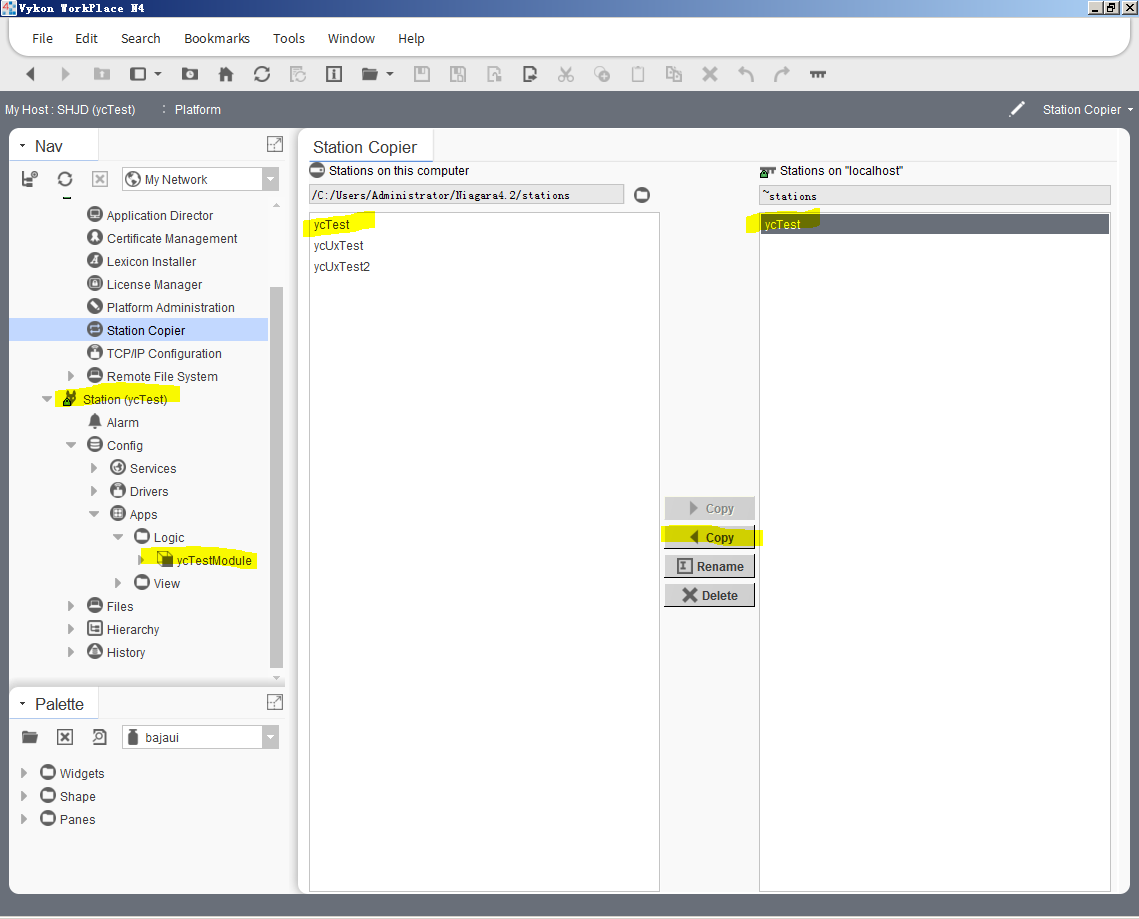 Vykon WorkPlace N4
File Edit Search Bookmarks Tools Window Help
My Host : SHJD (ycTest) : Platform Station Copier
Nav
My Network
Application Director
Certificate Management
Lexicon Installer
License Manager
Platform Administration
Station Copier
TCP/IP Configuration
Remote File System
Station (ycTest)
Alarm
Config
Services
Drivers
Apps
Logic
ycTestModule
View
Files
Hierarchy
History
Palette
bajaui
Widgets
Shape
Panes
Station Copier
Stations on this computer
/C:/Users/Administrator/Niagara4.2/stations
ycTest
ycUxTest
ycUxTest2
Copy
Copy
Rename
Delete
Stations on "localhost"
~stations
ycTest